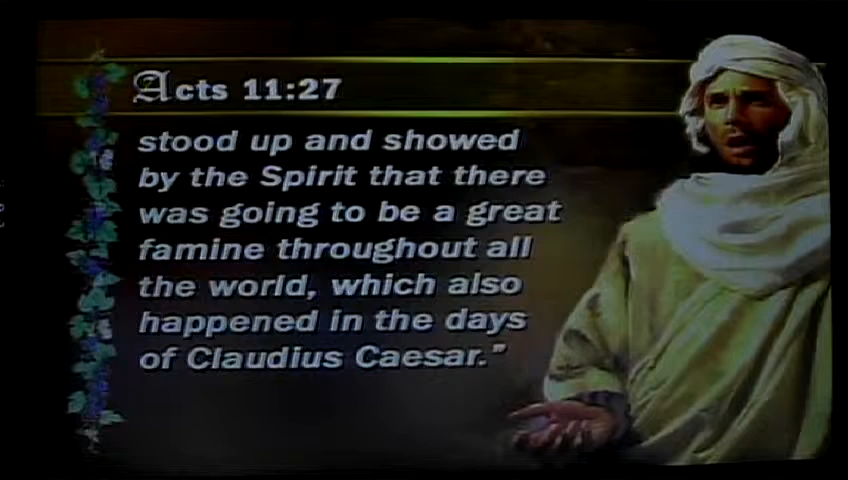 Acts 11:27
stood up and showed
by the Spirit that there
was going to be a great
famine throughout all
the world, which also
happened in the days
of Claudius Caesar."